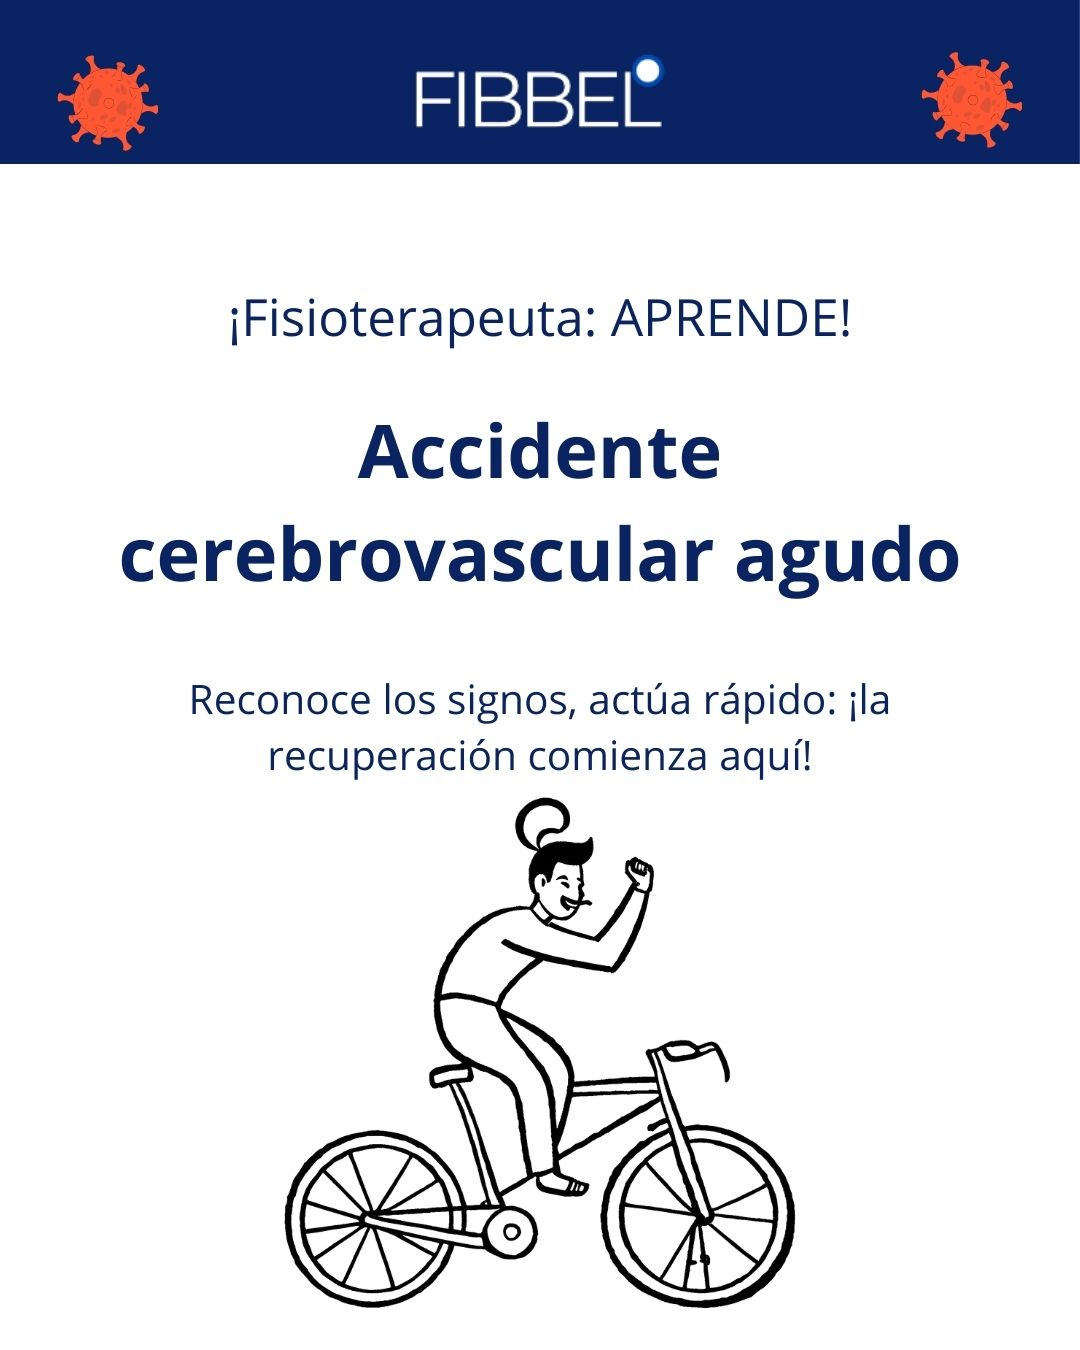 FIBBEL
¡Fisioterapeuta: APRENDE!
Accidente
cerebrovascular agudo
Reconoce los signos, actúa rápido: ¡la
recuperación comienza aquí!